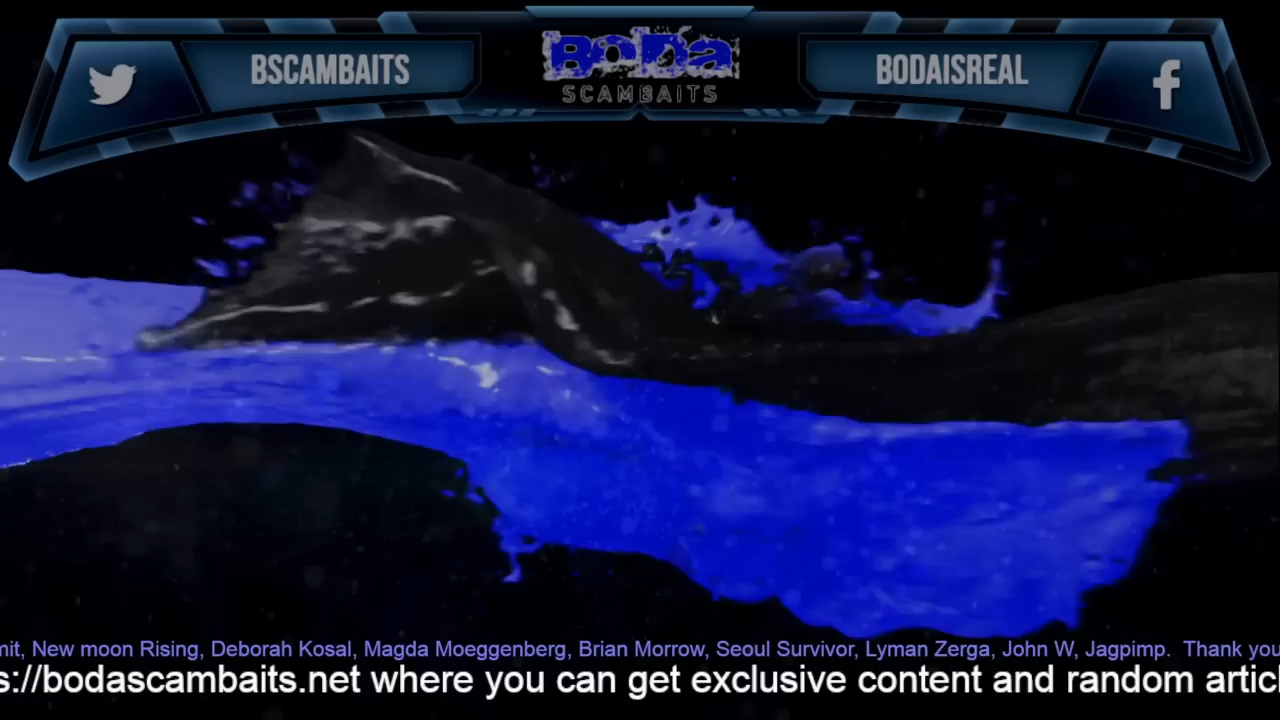 BSCAMBAITS
BODa
SCAMBAiTS
BODAISREAL
mit, New moon Rising, Deborah Kosal, Magda Moeggenberg, Brian Morrow, Seoul Survivor, Lyman Zerga, John W, Jagpimp. Thank you
s://bodascambaits.net where you can get exclusive content and random artic